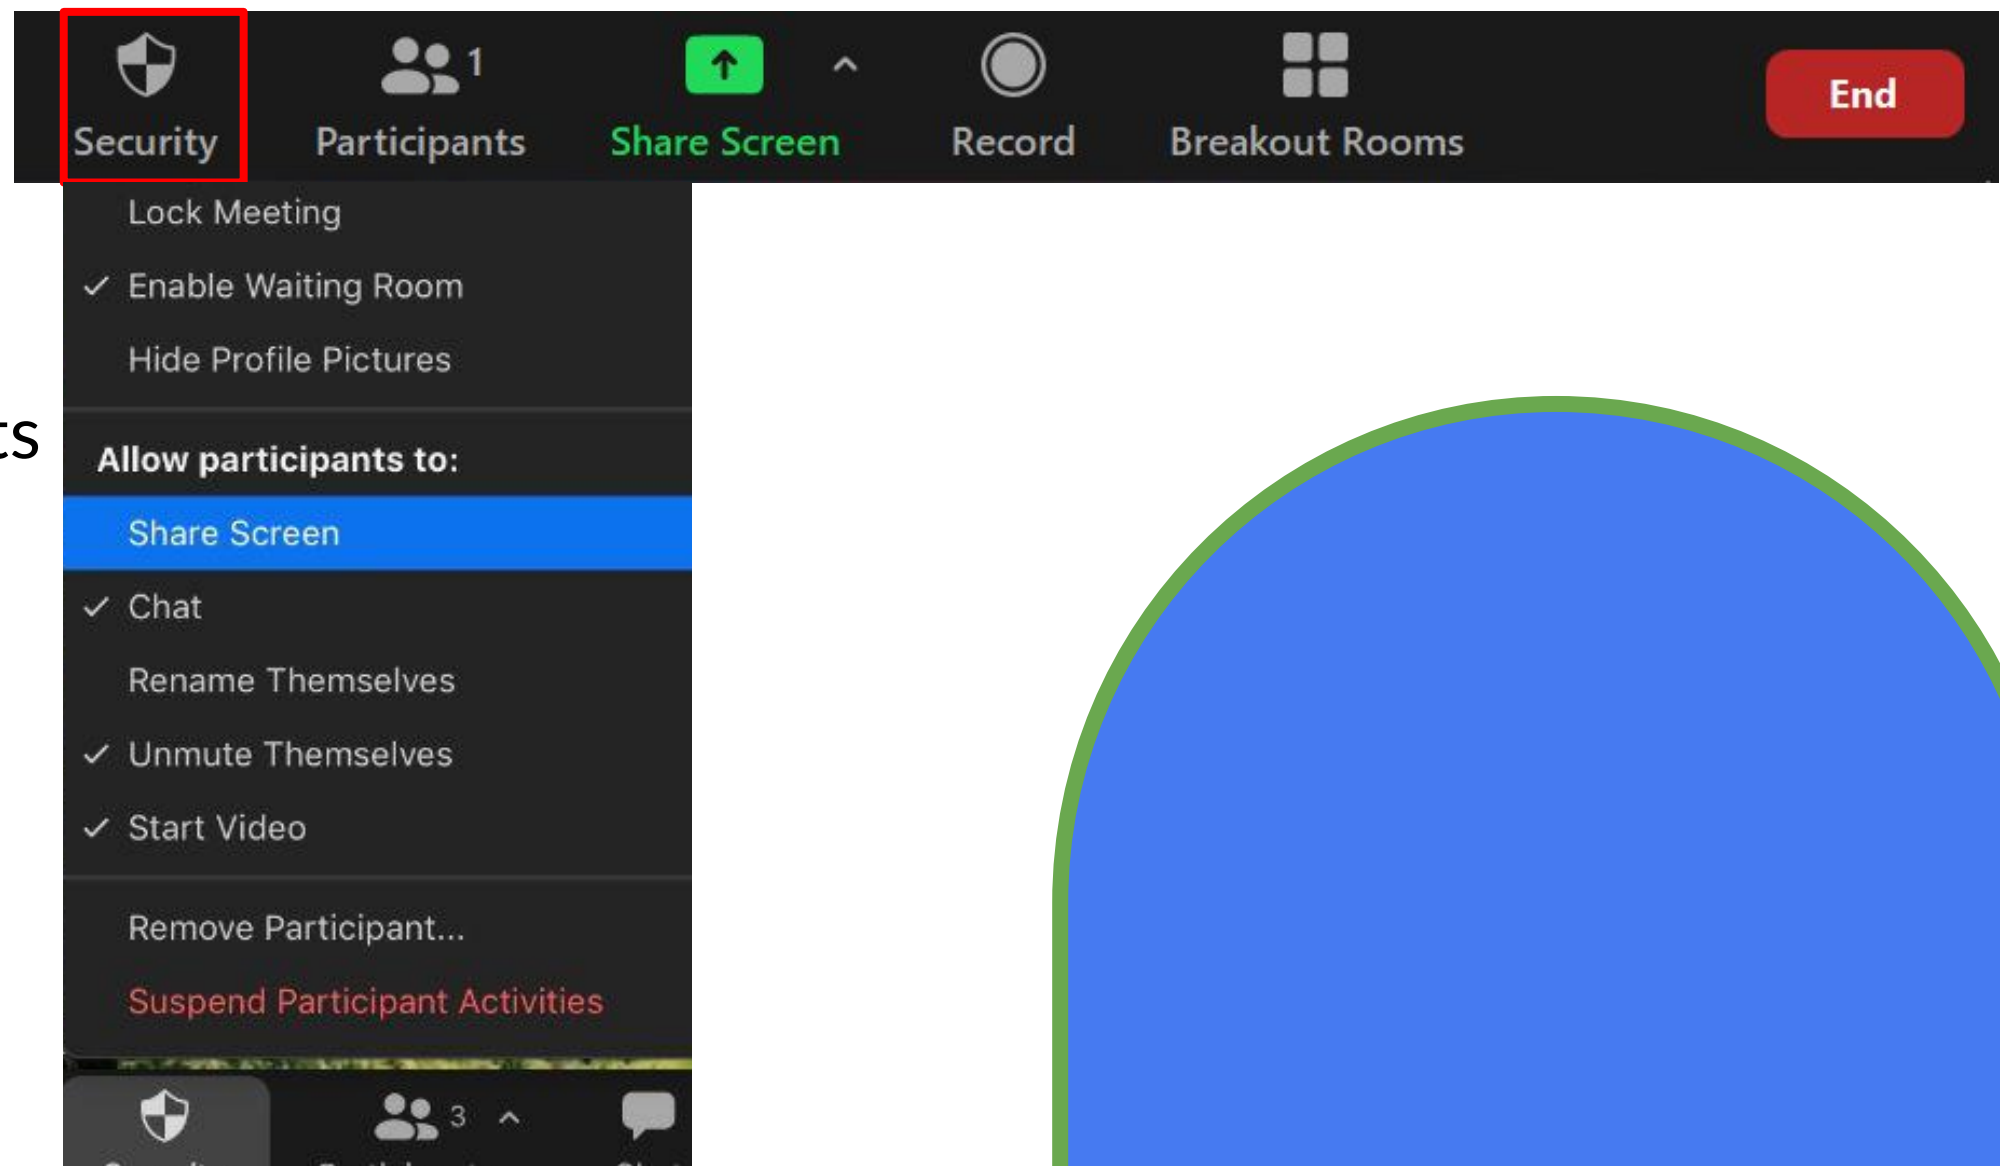 1
Security Participants Share Screen Record Breakout Rooms End
Lock Meeting
✓ Enable Waiting Room
Hide Profile Pictures
ts
Allow participants to:
Share Screen
✓ Chat
Rename Themselves
✓ Unmute Themselves
✓ Start Video
Remove Participant...
Suspend Participant Activities
3